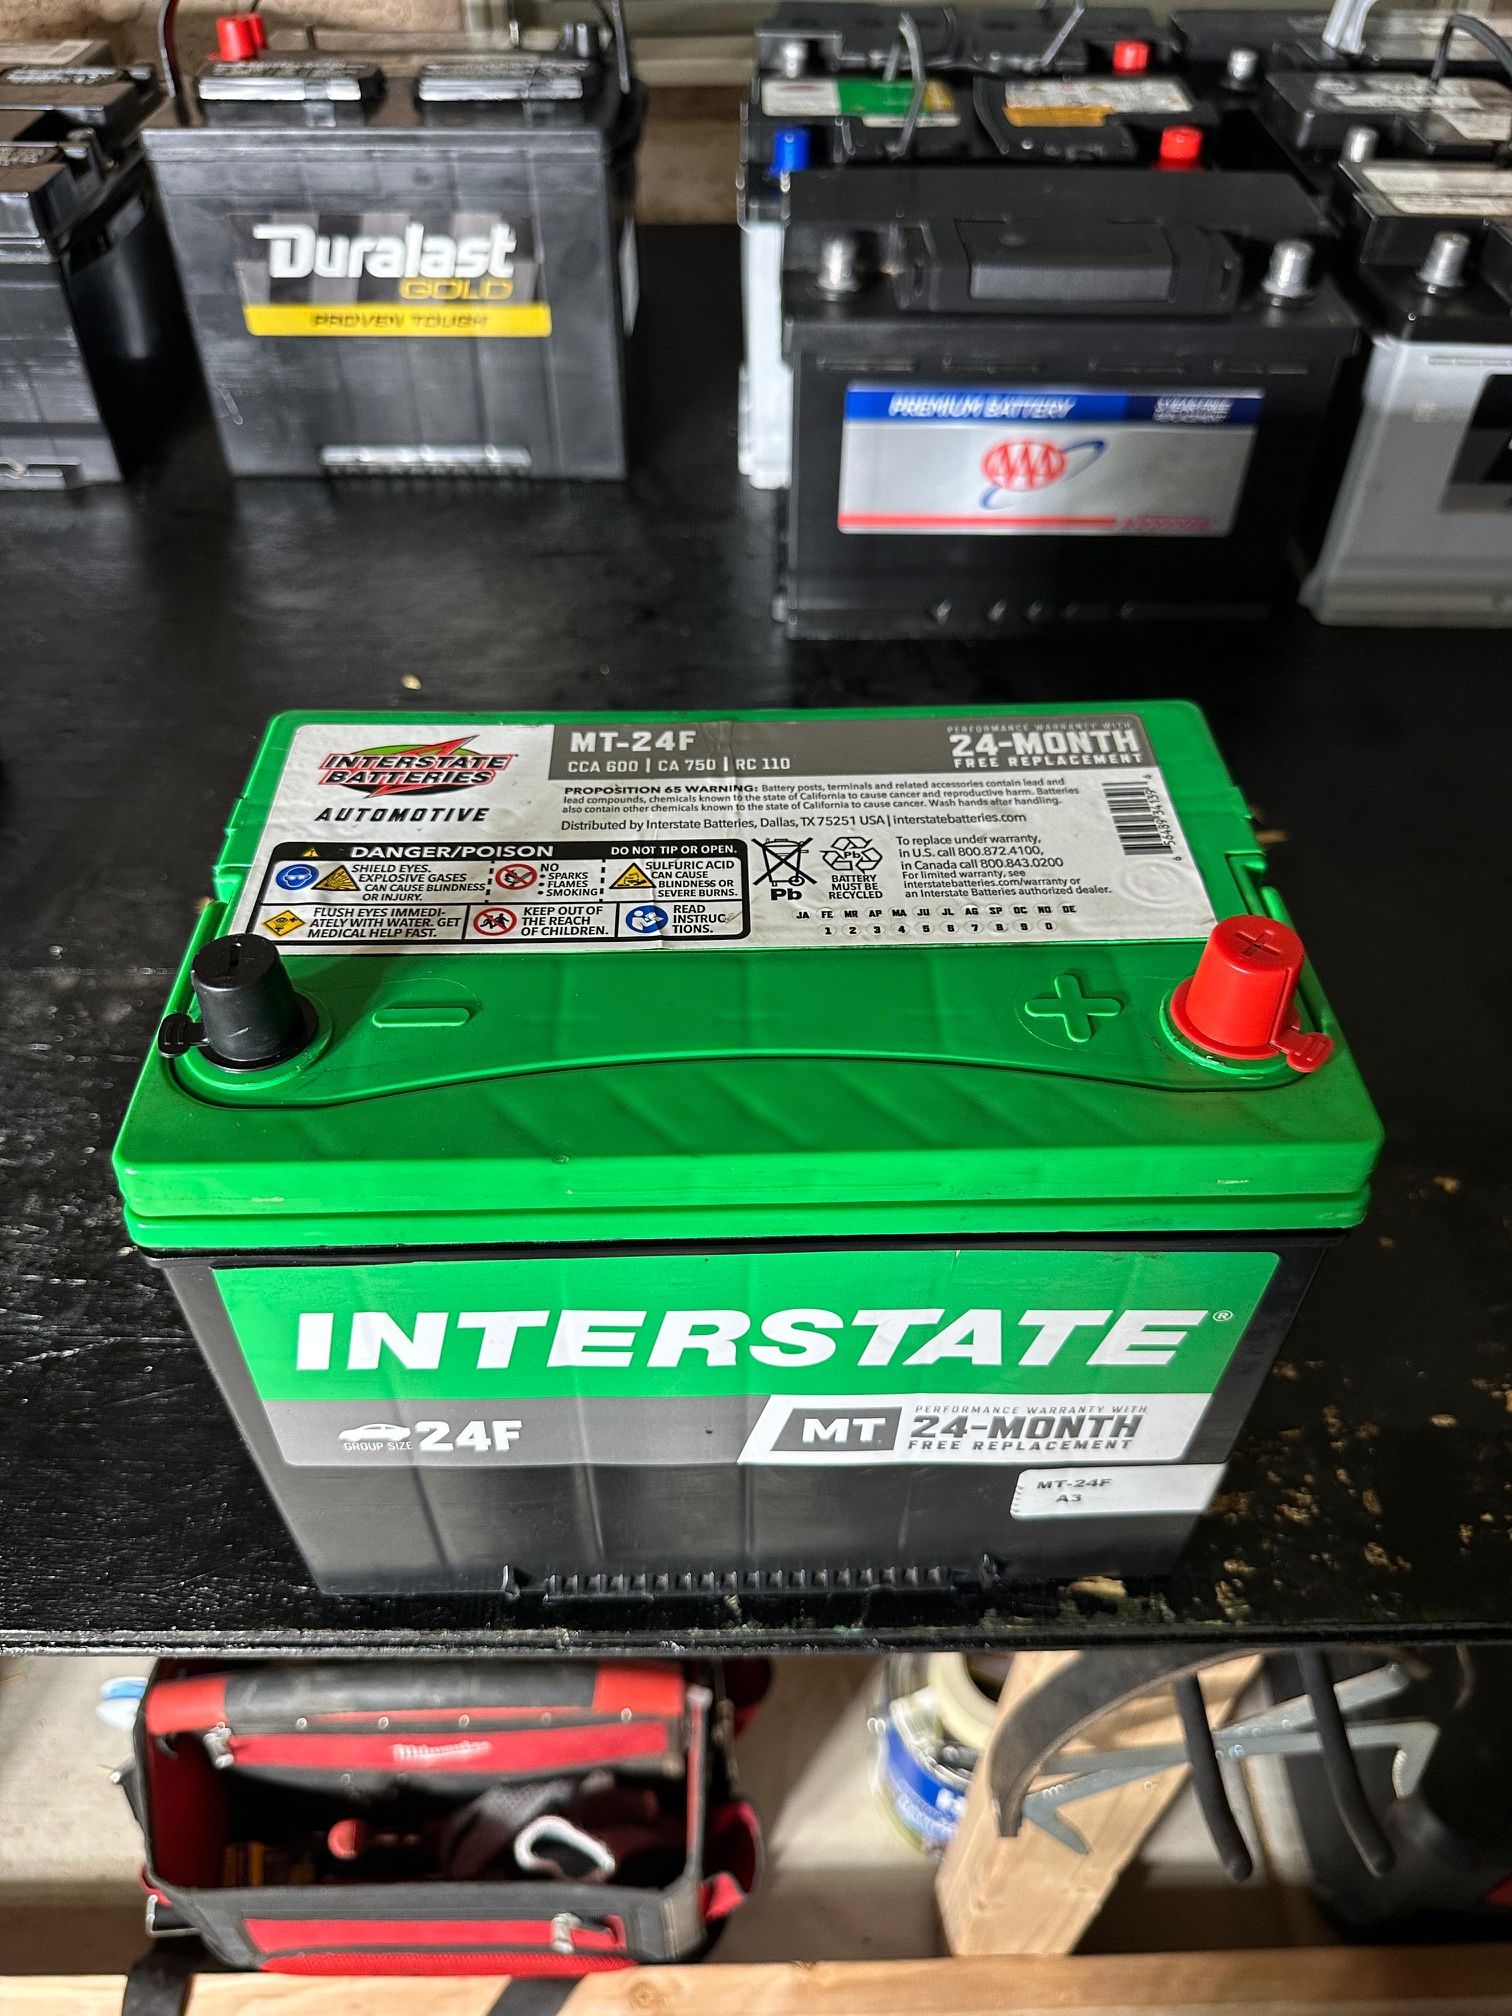 Duralast
GOLD
PROVEN TOUGH
PREMIUM BATTERY
AAA
INTERSTATE
BATTERIES
AUTOMOTIVE
MT-24F
CCA 600 | CA 750 | RC 110
PERFORMANCE WARRANTY WITH
24-MONTH
FREE REPLACEMENT
PROPOSITION 65 WARNING: Battery posts, terminals and related accessories contain lead and
lead compounds, chemicals known to the state of California to cause cancer and reproductive harm. Batteries
also contain other chemicals known to the state of California to cause cancer. Wash hands after handling.
Distributed by Interstate Batteries, Dallas, TX 75251 USA | interstatebatteries.com
DANGER/POISON
DO NOT TIP OR OPEN.
SHIELD EYES.
EXPLOSIVE GASES
CAN CAUSE BLINDNESS
OR INJURY.
NO
• SPARKS
• FLAMES
• SMOKING
SULFURIC ACID
CAN CAUSE
BLINDNESS OR
SEVERE BURNS.
FLUSH EYES IMMEDI-
ATELY WITH WATER. GET
MEDICAL HELP FAST.
KEEP OUT OF
THE REACH
OF CHILDREN.
READ
INSTRUC-
TIONS.
Pb
Pb
BATTERY
MUST BE
RECYCLED
To replace under warranty,
in U.S. call 800.872.4100,
in Canada call 800.843.0200
For limited warranty, see
interstatebatteries.com/warranty or
an Interstate Batteries authorized dealer.
JA FE MR AP MA JU JL AG SP OC NO DE
1 2 3 4 5 6 7 8 9 0
6 56489 34159 6
INTERSTATE®
GROUP SIZE 24F
MT
PERFORMANCE WARRANTY WITH
24-MONTH
FREE REPLACEMENT
MT-24F
A3
Milwaukee